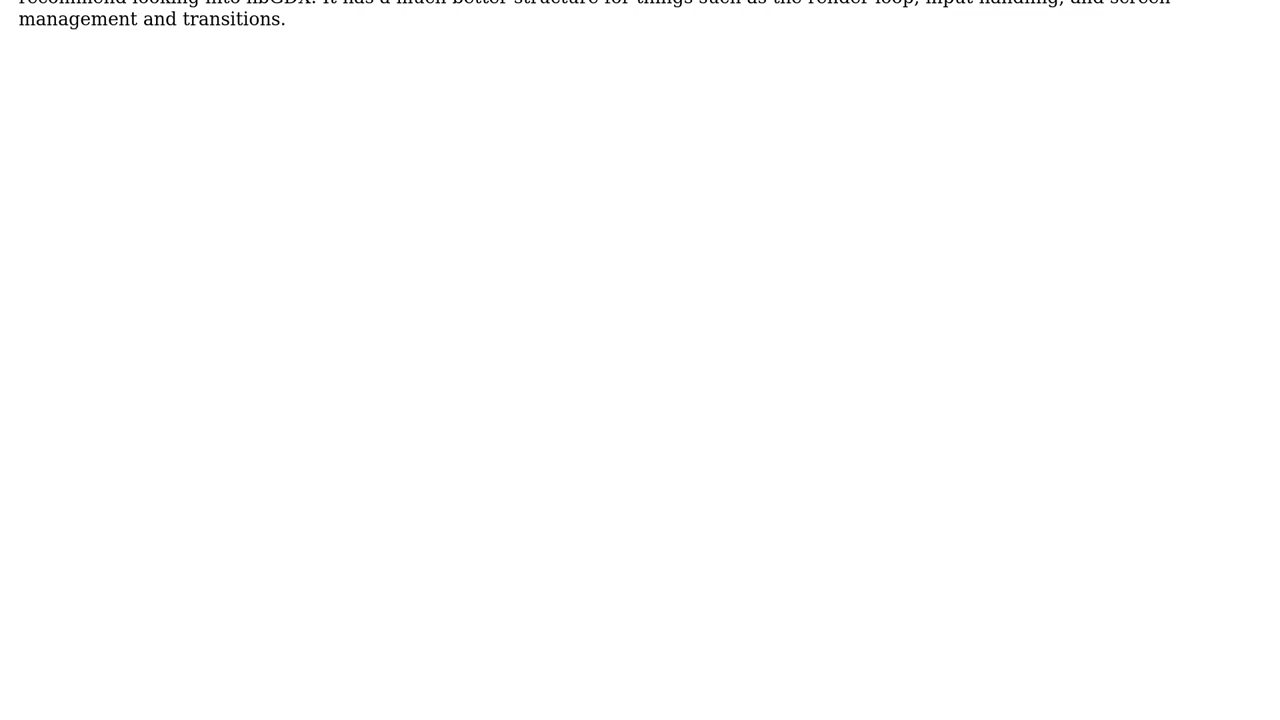 recommend looking into libGDX. It has a much better structure for things such as the render loop, input handling, and screen
management and transitions.